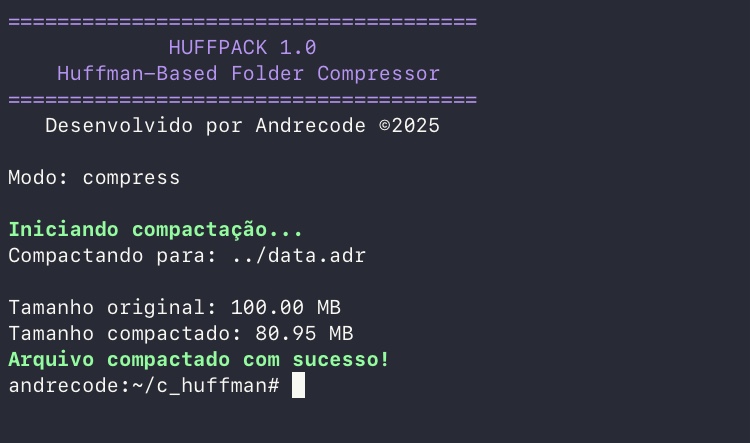 ======================================
HUFFPACK 1.0
Huffman-Based Folder Compressor
======================================
Desenvolvido por Andrecode ©2025
Modo: compress
Iniciando compactação...
Compactando para: ../data.adr
Tamanho original: 100.00 MB
Tamanho compactado: 80.95 MB
Arquivo compactado com sucesso!
andrecode:~/c_huffman#